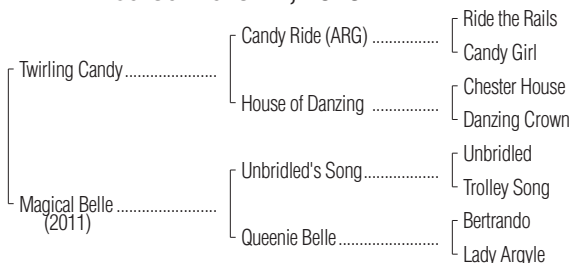 Ride the Rails
Candy Ride (ARG)
Candy Girl
Twirling Candy
Chester House
House of Danzing
Danzing Crown
Unbridled
Unbridled's Song
Trolley Song
Magical Belle
(2011)
Bertrando
Queenie Belle
Lady Argyle